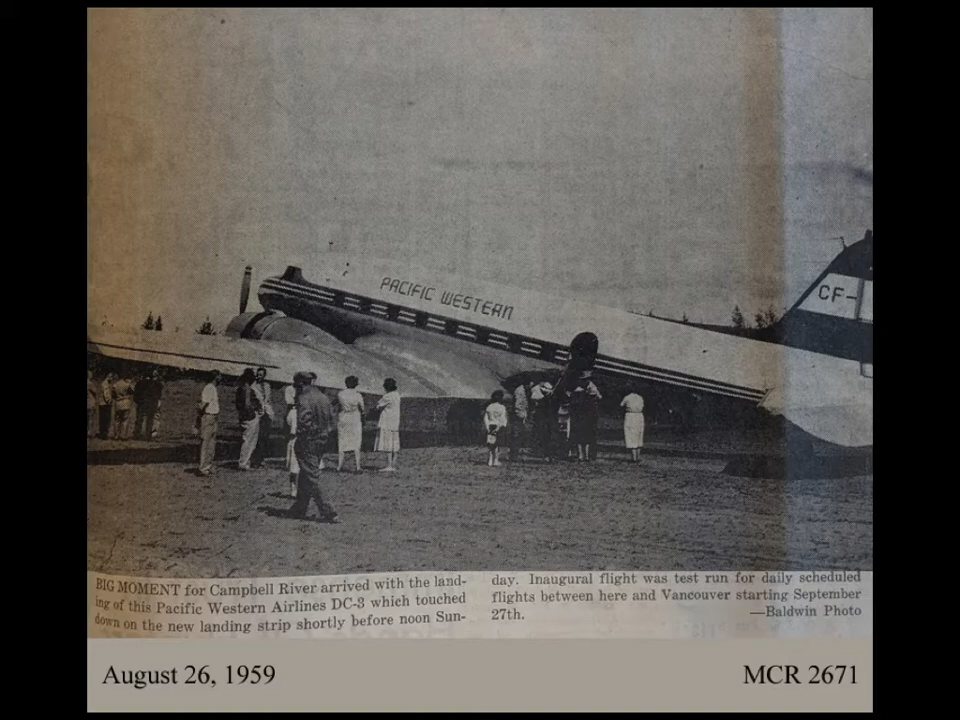 PACIFIC WESTERN
CF-
BIG MOMENT for Campbell River arrived with the land-
ing of this Pacific Western Airlines DC-3 which touched
down on the new landing strip shortly before noon Sun-
day. Inaugural flight was test run for daily scheduled
flights between here and Vancouver starting September
27th.
—Baldwin Photo
August 26, 1959
MCR 2671